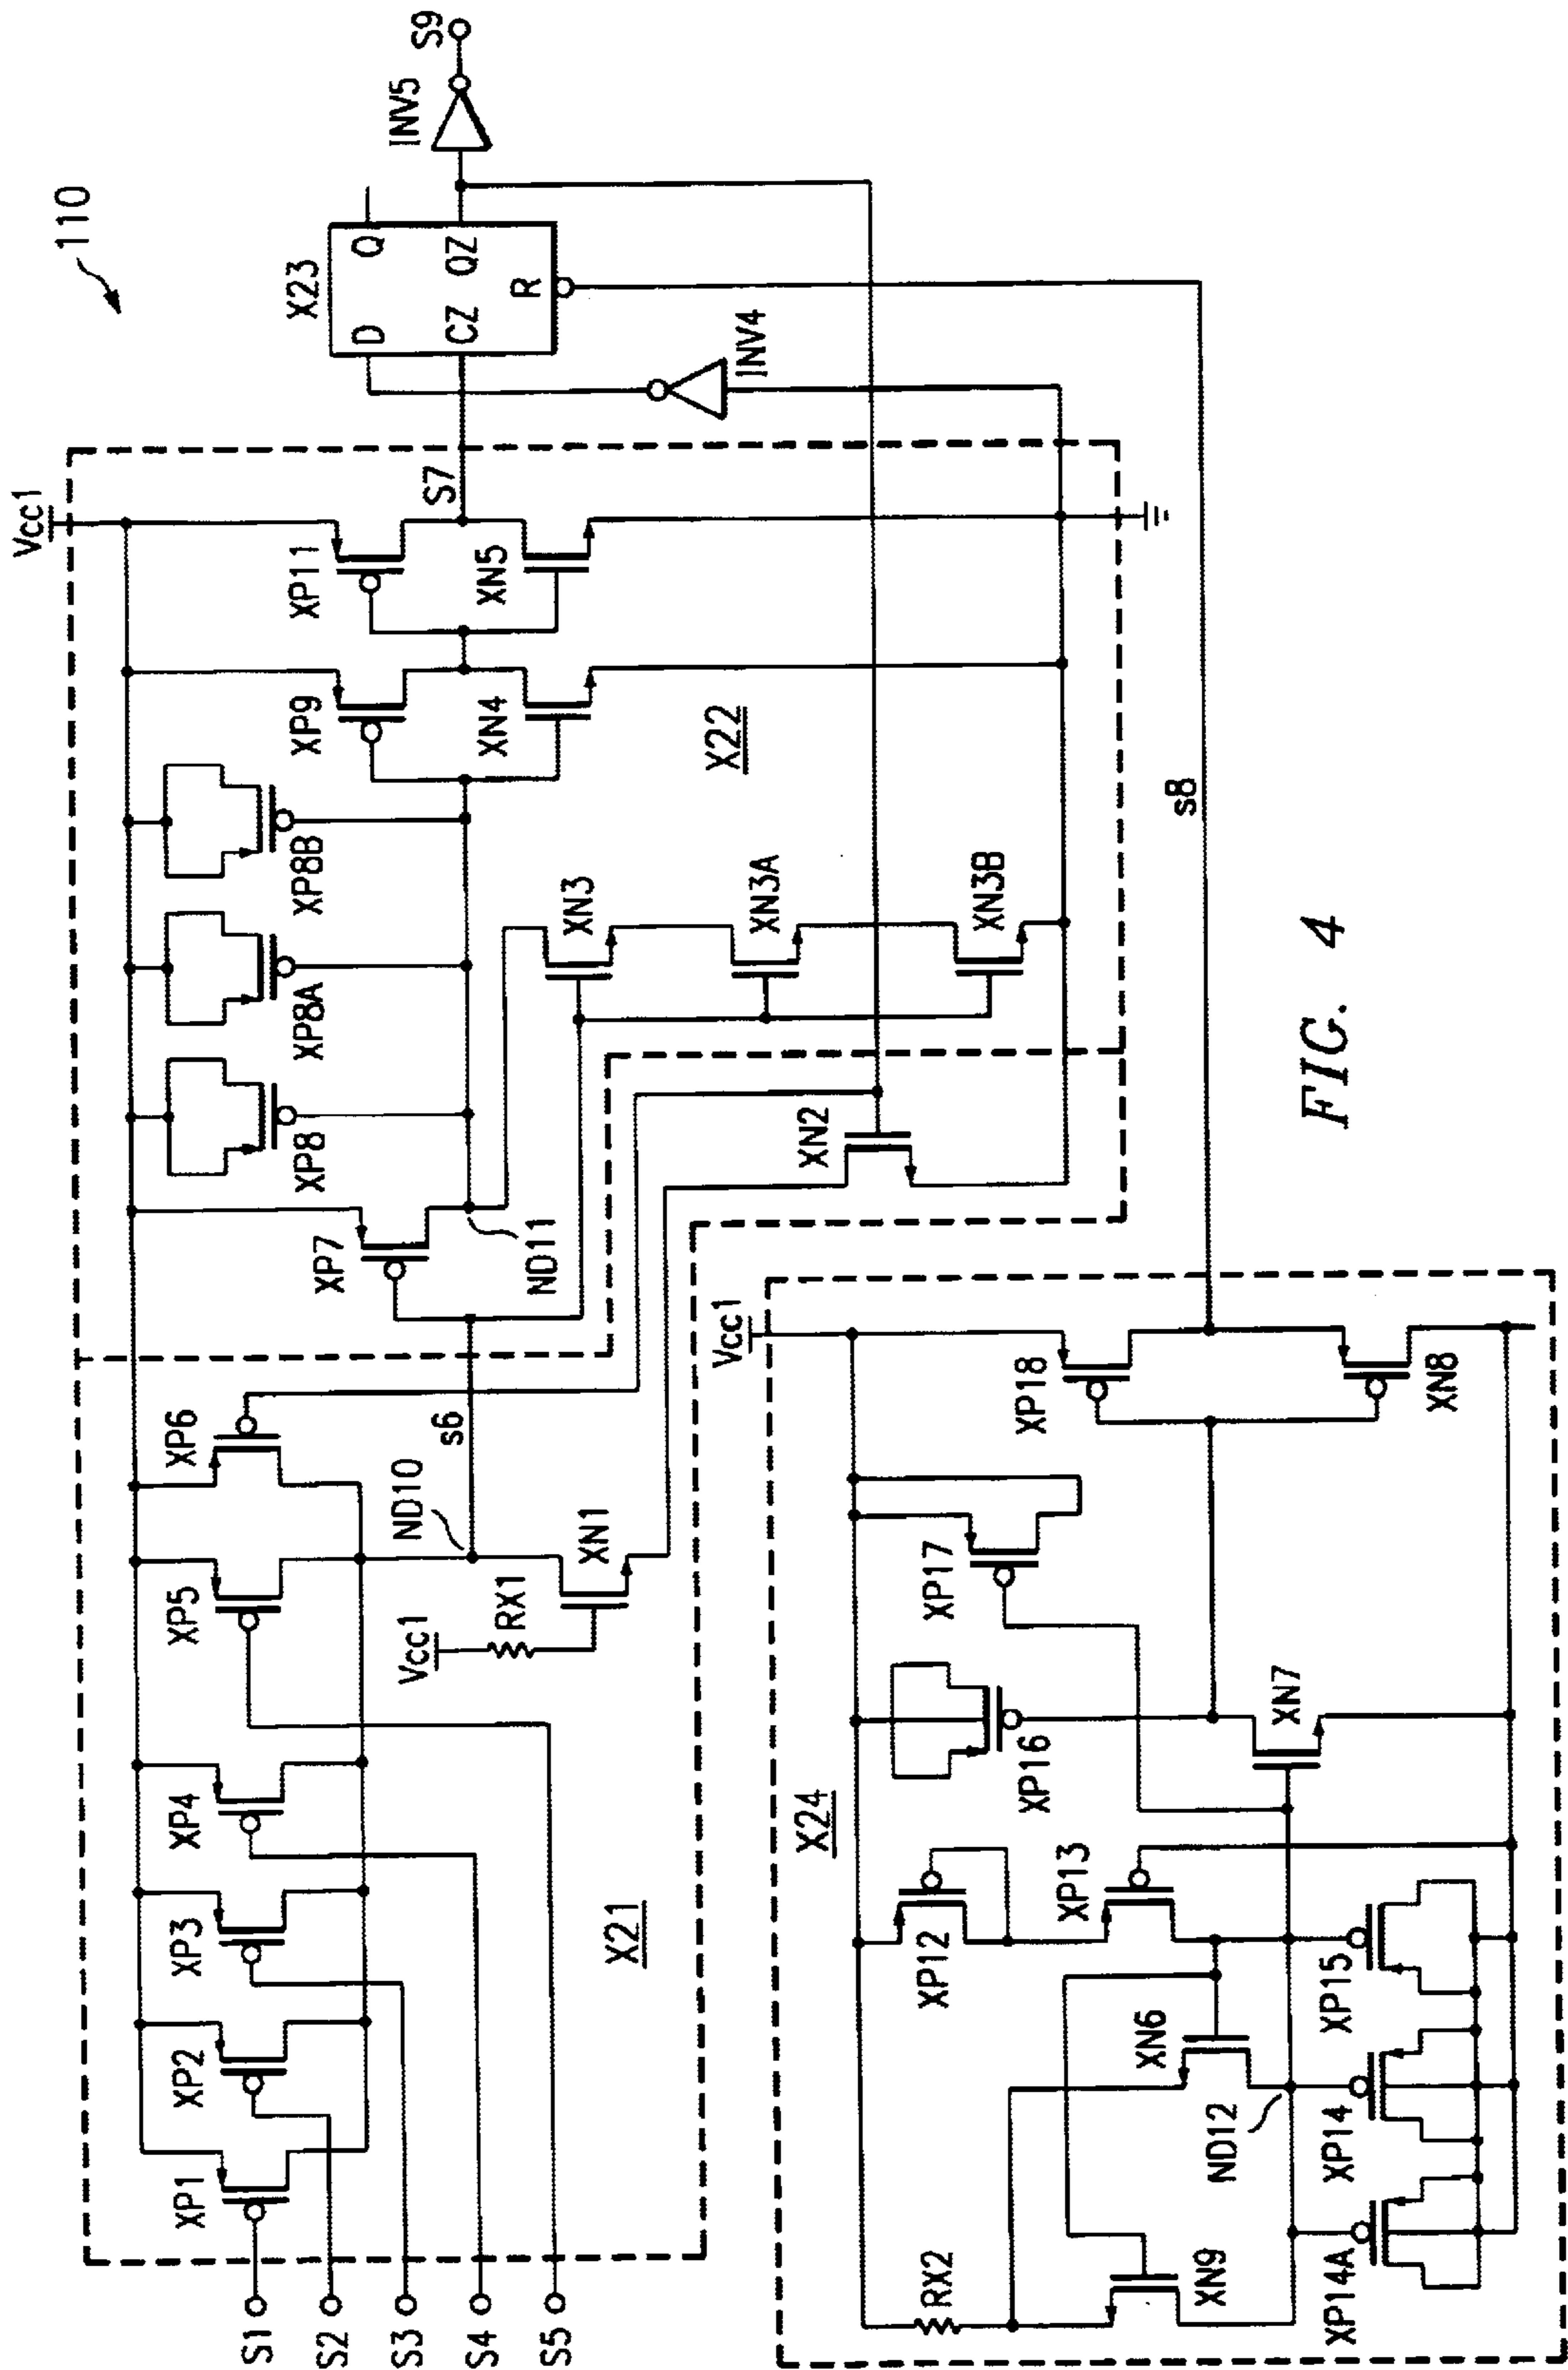 110
Vcc1
S1
S2
S3
S4
S5
XP1
XP2
XP3
XP4
XP5
XP6
ND10
s6
Vcc1
RX1
XN1
X21
XP7
ND11
XP8
XP8A
XP8B
XP9
XP11
XN3
XN3A
XN3B
XN4
XN5
S7
X22
XN2
X23
D
Q
CZ
QZ
R
INV4
INV5
S9
s8
Vcc1
X24
RX2
XN9
XN6
XP12
XP13
XP16
XP17
XP18
XN7
XN8
ND12
XP14A
XP14
XP15
FIG. 4